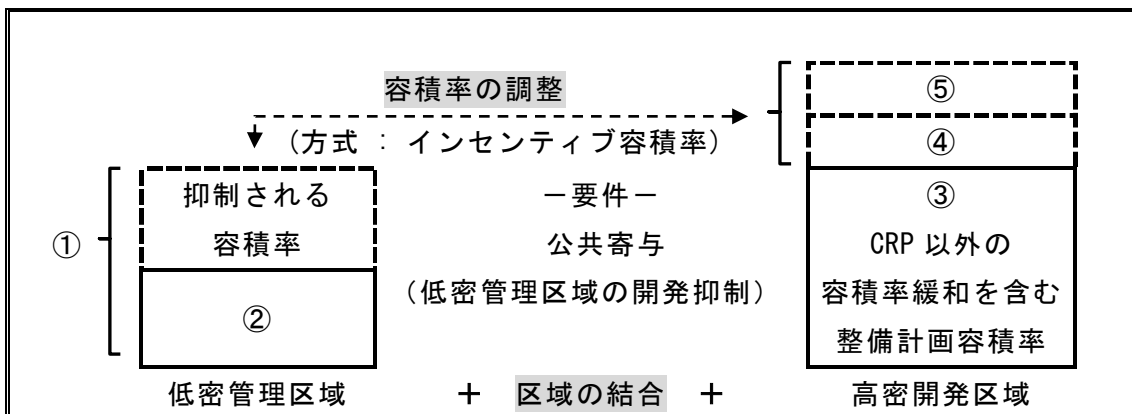 容積率の調整
(方式 : インセンティブ容積率)
⑤
④
①
抑制される
容積率
②
－要件－
公共寄与
(低密管理区域の開発抑制)
③
CRP 以外の
容積率緩和を含む
整備計画容積率
低密管理区域 + 区域の結合 + 高密開発区域